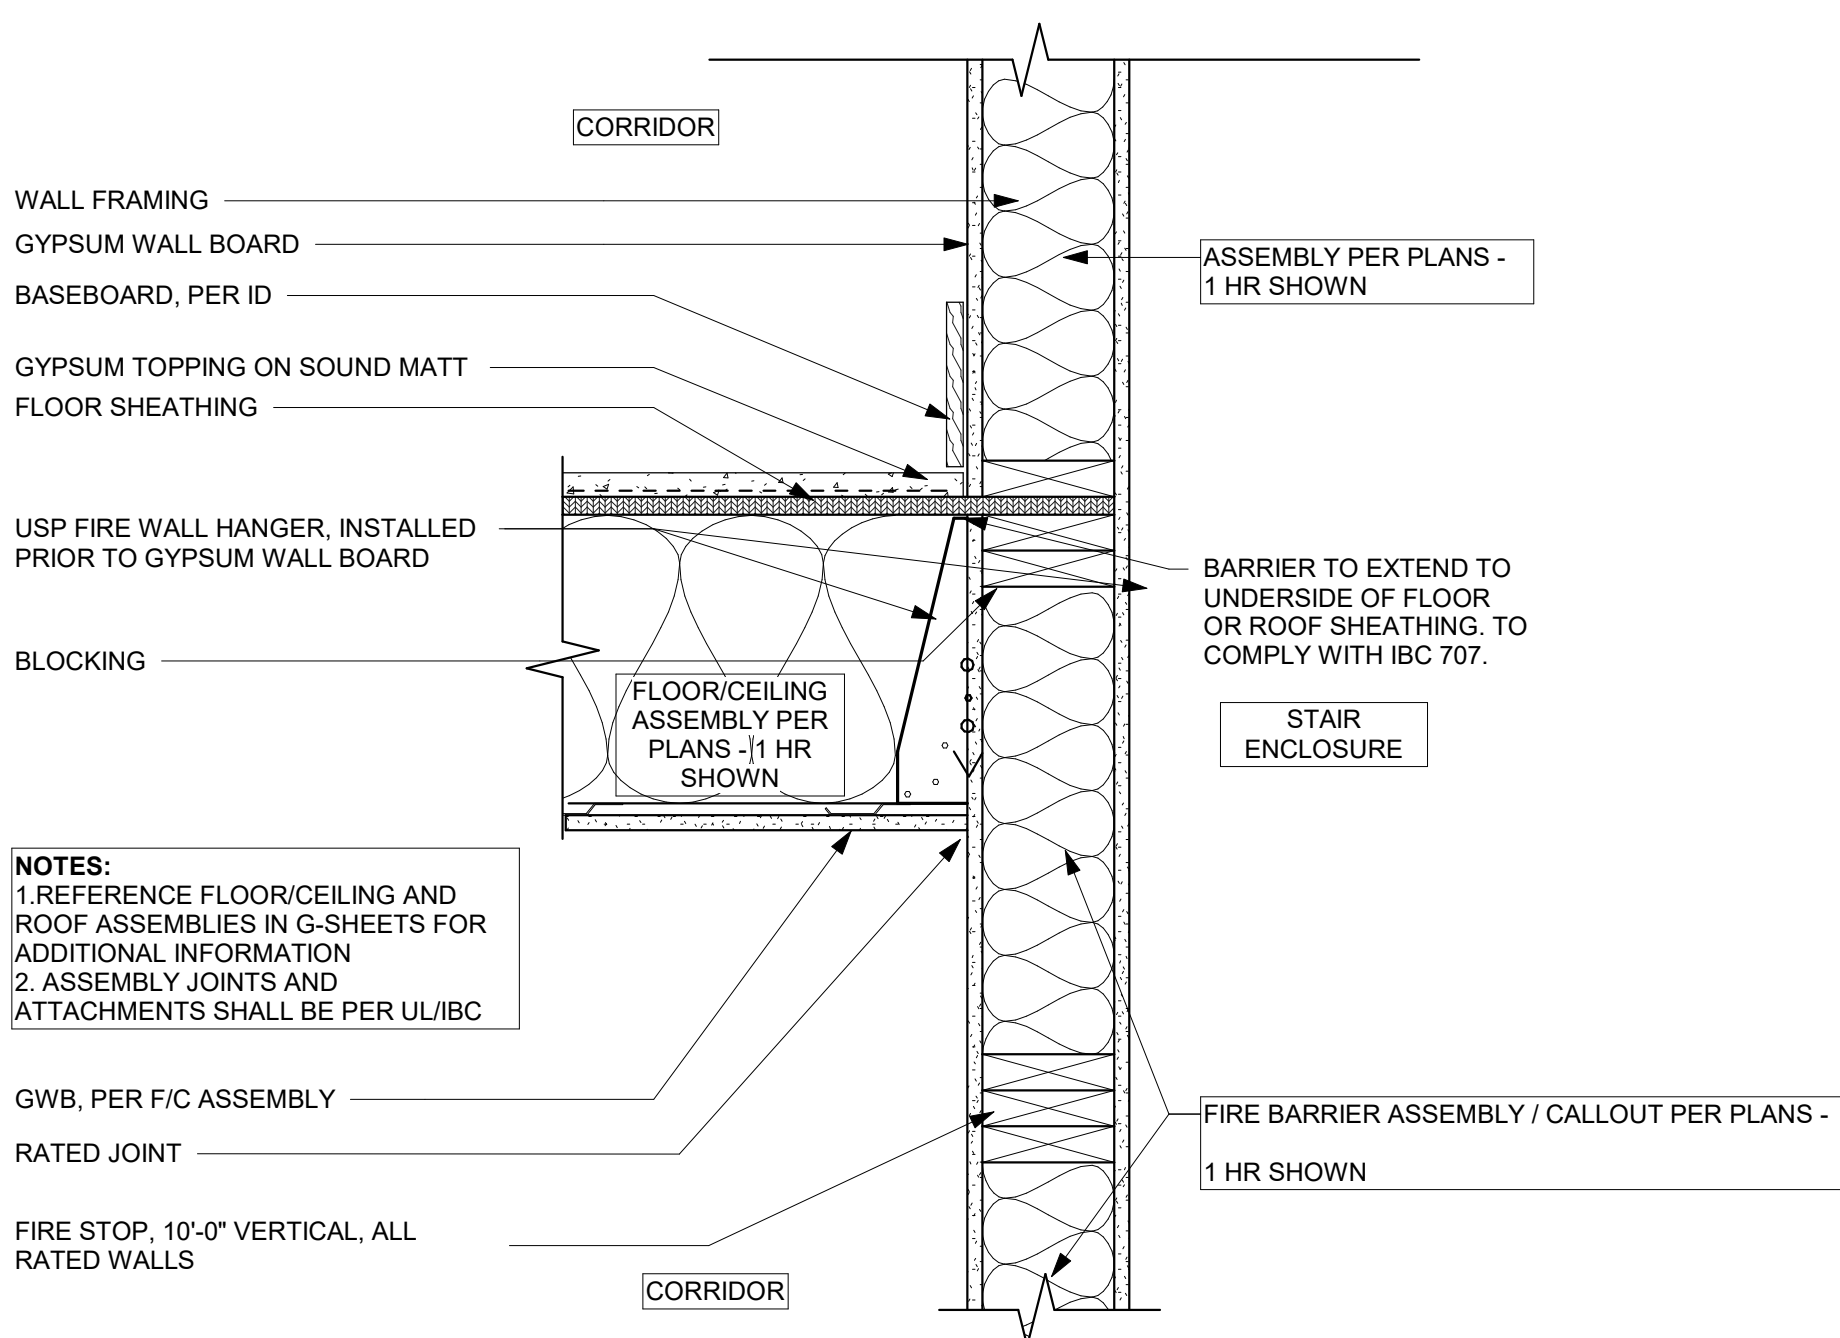 CORRIDOR
WALL FRAMING
GYPSUM WALL BOARD
ASSEMBLY PER PLANS -
1 HR SHOWN
BASEBOARD, PER ID
GYPSUM TOPPING ON SOUND MATT
FLOOR SHEATHING
USP FIRE WALL HANGER, INSTALLED
PRIOR TO GYPSUM WALL BOARD
BARRIER TO EXTEND TO
UNDERSIDE OF FLOOR
OR ROOF SHEATHING. TO
COMPLY WITH IBC 707.
BLOCKING
FLOOR/CEILING
ASSEMBLY PER
PLANS - 1 HR
SHOWN
STAIR
ENCLOSURE
NOTES:
1.REFERENCE FLOOR/CEILING AND
ROOF ASSEMBLIES IN G-SHEETS FOR
ADDITIONAL INFORMATION
2. ASSEMBLY JOINTS AND
ATTACHMENTS SHALL BE PER UL/IBC
GWB, PER F/C ASSEMBLY
RATED JOINT
FIRE BARRIER ASSEMBLY / CALLOUT PER PLANS -
1 HR SHOWN
FIRE STOP, 10'-0" VERTICAL, ALL
RATED WALLS
CORRIDOR